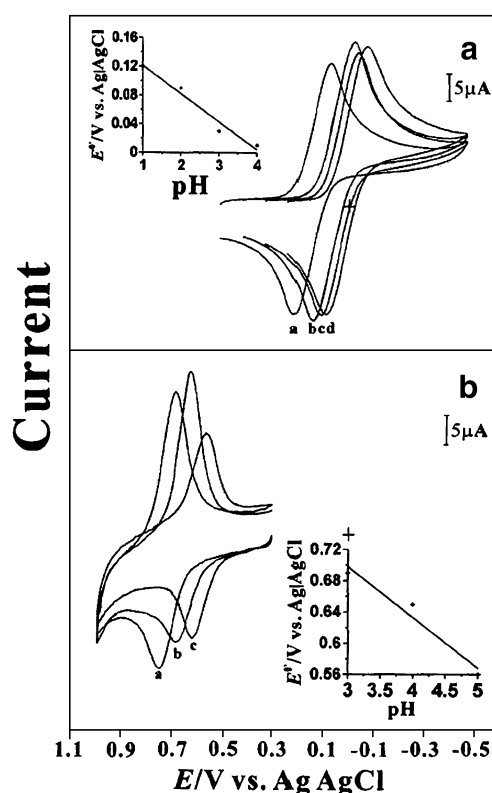 a
5μA
E°'/V vs. Ag|AgCl
0.16
0.12
0.08
0.04
0
1 2 3 4
pH
a bcd
Current
b
5μA
a b c
E°'/V vs. Ag|AgCl
0.72
0.68
0.64
0.6
0.56
3 3.5 4 4.5 5
pH
1.1 0.9 0.7 0.5 0.3 0.1 -0.1 -0.3 -0.5
E/V vs. Ag AgCl